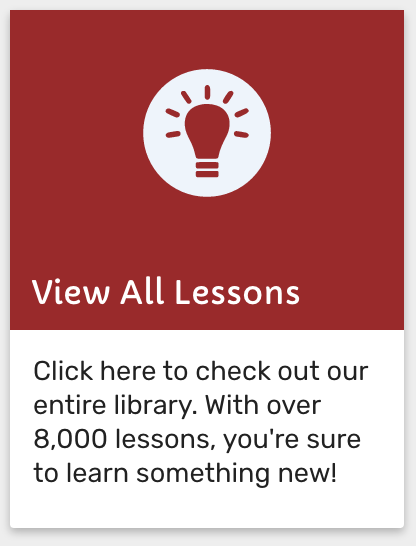 View All Lessons
Click here to check out our
entire library. With over
8,000 lessons, you're sure
to learn something new!